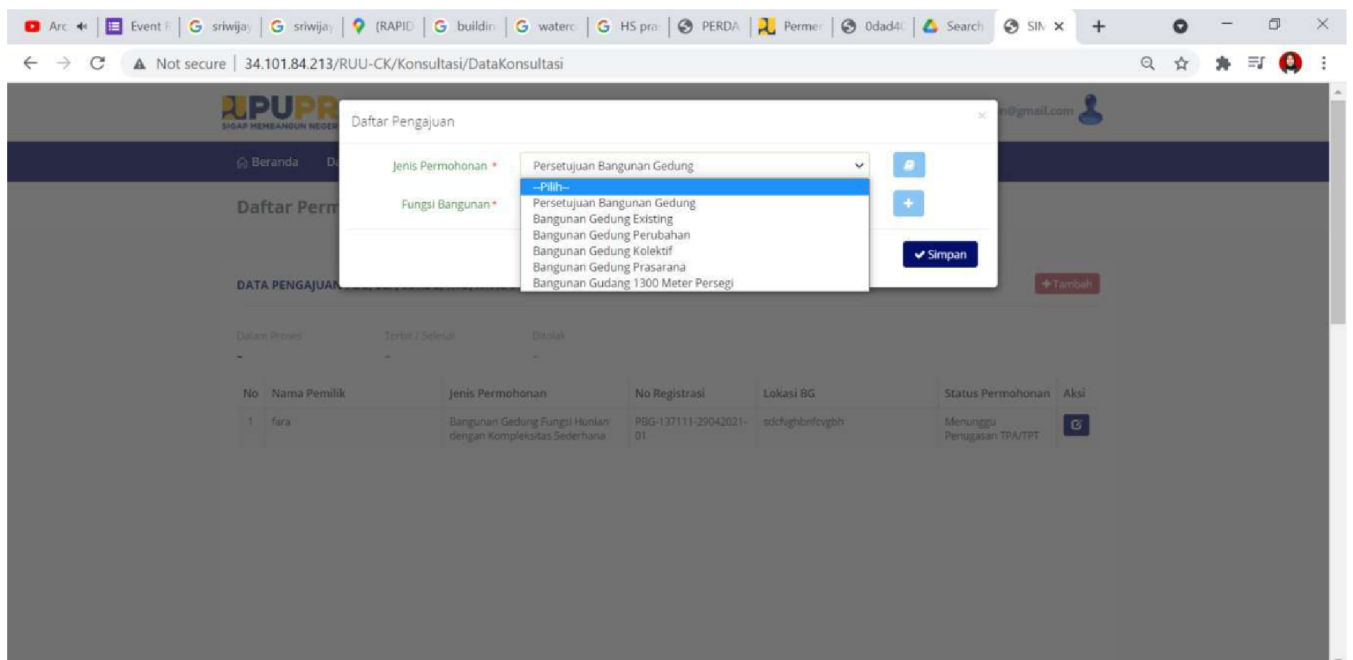 Arc
Event
sriwijay
sriwijay
(RAPID
buildin
waterc
HS pra
PERDA
Permer
0dad4
Search
SIM
Not secure
34.101.84.213/RUU-CK/Konsultasi/DataKonsultasi
PUPR
SIGAP MEMBANGUN NEGER
Daftar Pengajuan
n@gmail.com
Beranda
Da
Jenis Permohonan *
Persetujuan Bangunan Gedung
--Pilih--
Daftar Perm
Fungsi Bangunan *
Persetujuan Bangunan Gedung
Bangunan Gedung Existing
Bangunan Gedung Perubahan
Bangunan Gedung Kolektif
Bangunan Gedung Prasarana
Bangunan Gudang 1300 Meter Persegi
Simpan
DATA PENGAJUAN
+Tambah
Dalam Proses Terbit / Selesai Ditolak
- - -
No Nama Pemilik Jenis Permohonan No Registrasi Lokasi BG Status Permohonan Aksi
1 fara Bangunan Gedung Fungsi Hunian PBG-137111-29042021- Menunggu
dengan Kompleksitas Sederhana 01 Penugasan TPA/TPT